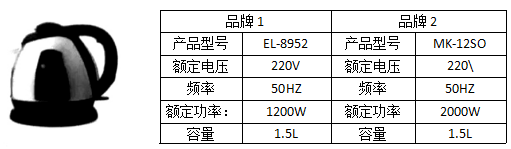 品牌1 品牌2
产品型号 EL-8952 产品型号 MK-12SO
额定电压 220V 额定电压 220\
频率 50HZ 频率 50HZ
额定功率： 1200W 额定功率 2000W
容量 1.5L 容量 1.5L